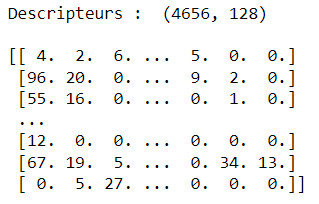 Descripteurs :  (4656, 128)
[[ 4.  2.  6. ...  5.  0.  0.]
 [96. 20.  0. ...  9.  2.  0.]
 [55. 16.  0. ...  0.  1.  0.]
 ...
 [12.  0.  0. ...  0.  0.  0.]
 [67. 19.  5. ...  0. 34. 13.]
 [ 0.  5. 27. ...  0.  0.  0.]]